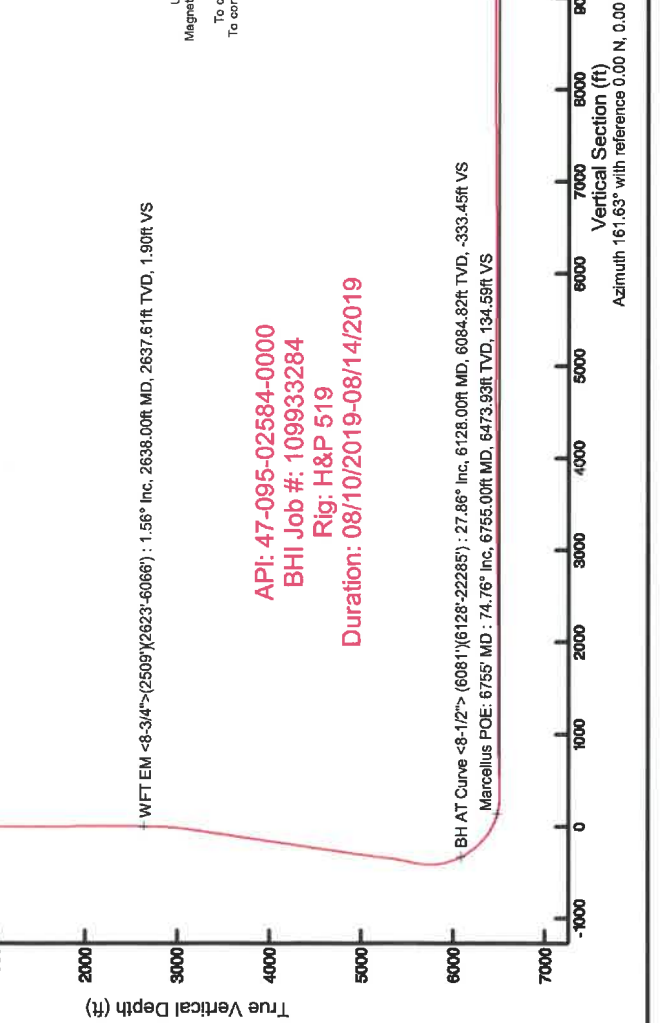 Magnet
To c
To cor
WFT EM <8-3/4">(2509')(2623'-6066') : 1.56° Inc, 2638.00ft MD, 2637.61ft TVD, 1.90ft VS
API: 47-095-02584-0000
BHI Job #: 109933284
Rig: H&P 519
Duration: 08/10/2019-08/14/2019
BH AT Curve <8-1/2"> (6081')(6128'-22285') : 27.86° Inc, 6128.00ft MD, 6084.82ft TVD, -333.45ft VS
Marcellus POE: 6755' MD : 74.76° Inc, 6755.00ft MD, 6473.93ft TVD, 134.59ft VS
True Vertical Depth (ft)
2000
3000
4000
5000
6000
7000
-1000
0
1000
2000
3000
4000
5000
6000
7000
8000
90
Vertical Section (ft)
Azimuth 161.63° with reference 0.00 N, 0.00